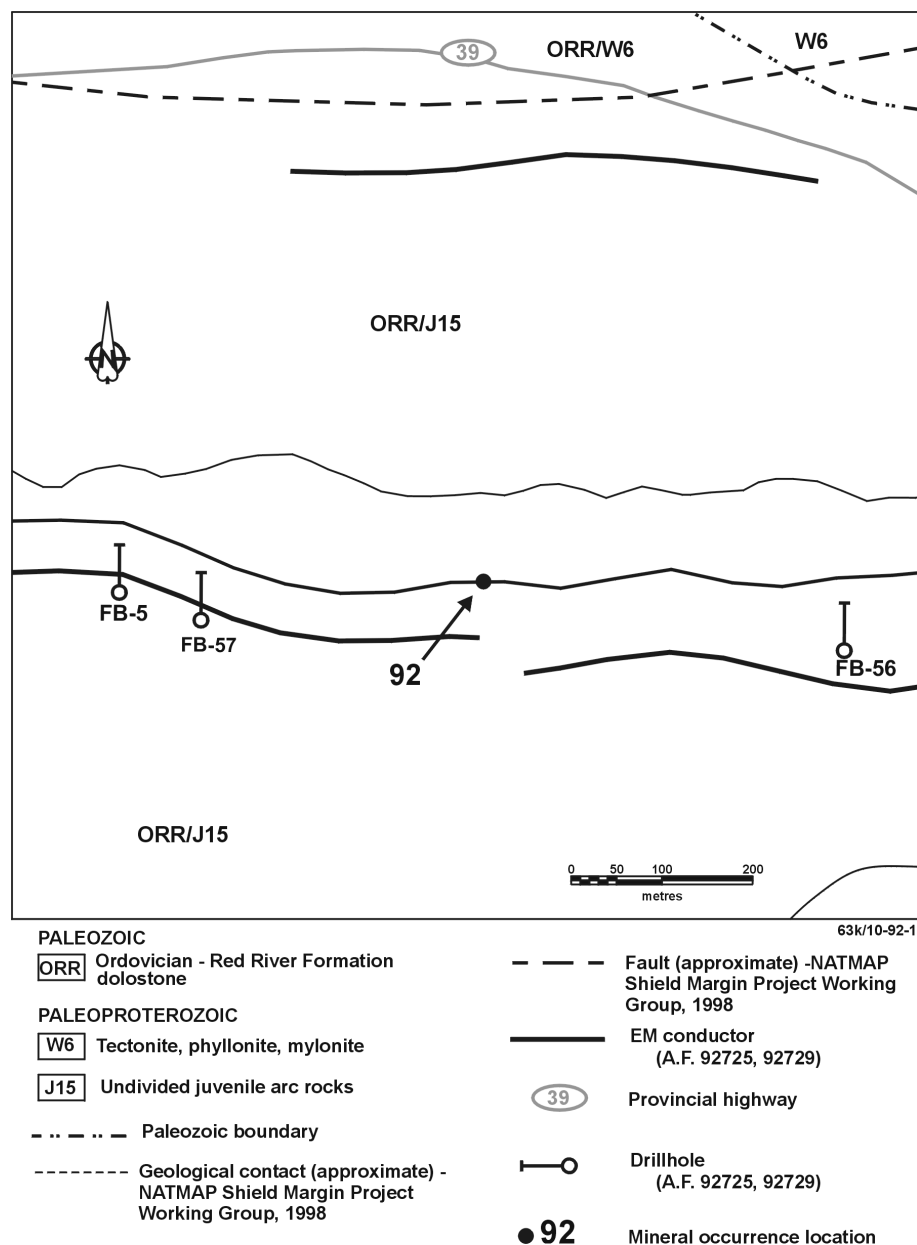 39
ORR/W6
W6
ORR/J15
N
FB-5
FB-57
92
FB-56
ORR/J15
0 50 100 200
metres
63k/10-92-1
PALEOZOIC
ORR Ordovician - Red River Formation
dolostone
PALEOPROTEROZOIC
W6 Tectonite, phyllonite, mylonite
J15 Undivided juvenile arc rocks
Paleozoic boundary
Geological contact (approximate) -
NATMAP Shield Margin Project
Working Group, 1998
Fault (approximate) -NATMAP
Shield Margin Project Working
Group, 1998
EM conductor
(A.F. 92725, 92729)
39 Provincial highway
Drillhole
(A.F. 92725, 92729)
92 Mineral occurrence location